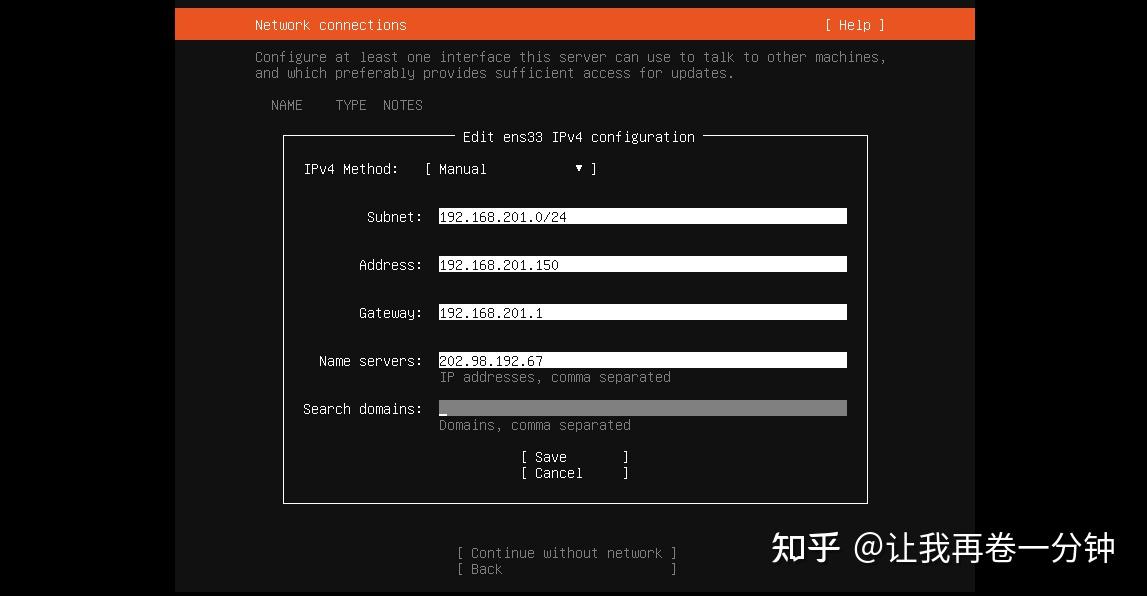 Network connections [ Help ]
Configure at least one interface this server can use to talk to other machines,
and which preferably provides sufficient access for updates.
NAME TYPE NOTES
Edit ens33 IPv4 configuration
IPv4 Method: [ Manual ▾ ]
Subnet: 192.168.201.0/24
Address: 192.168.201.150
Gateway: 192.168.201.1
Name servers: 202.98.192.67
IP addresses, comma separated
Search domains:
Domains, comma separated
[ Save ]
[ Cancel ]
[ Continue without network ]
[ Back ]
知乎 @让我再卷一分钟